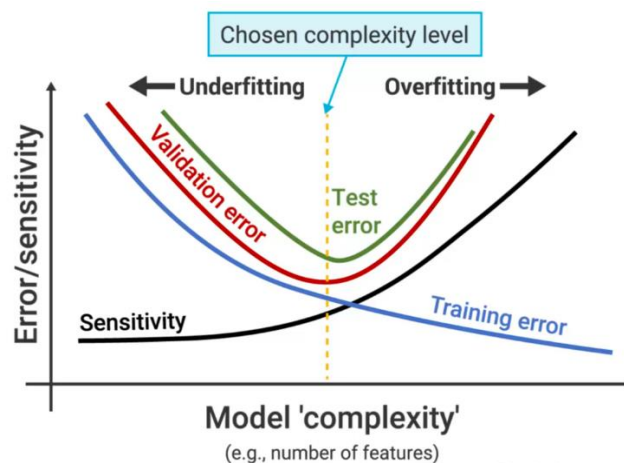 Chosen complexity level
Underfitting
Overfitting
Validation error
Test
error
Sensitivity
Training error
Error/sensitivity
Model 'complexity'
(e.g., number of features)